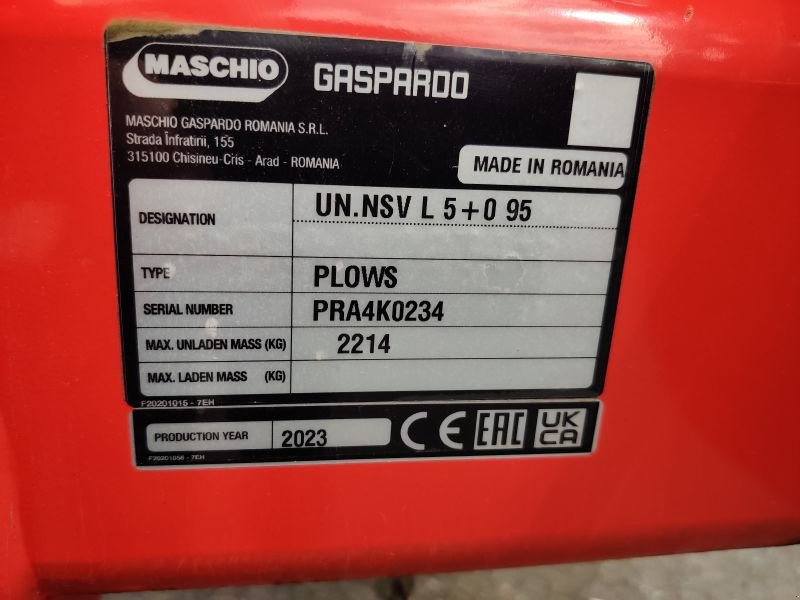 MASCHIO GASPARDO
MASCHIO GASPARDO ROMANIA S.R.L.
Strada Înfratirii, 155
315100 Chisineu-Cris - Arad - ROMANIA
MADE IN ROMANIA
DESIGNATION UN.NSV L 5+0 95
TYPE PLOWS
SERIAL NUMBER PRA4K0234
MAX. UNLADEN MASS (KG) 2214
MAX. LADEN MASS (KG)
F20201015 - 7EH
PRODUCTION YEAR 2023 CE EAC UK CA
F20201056 - 7EH